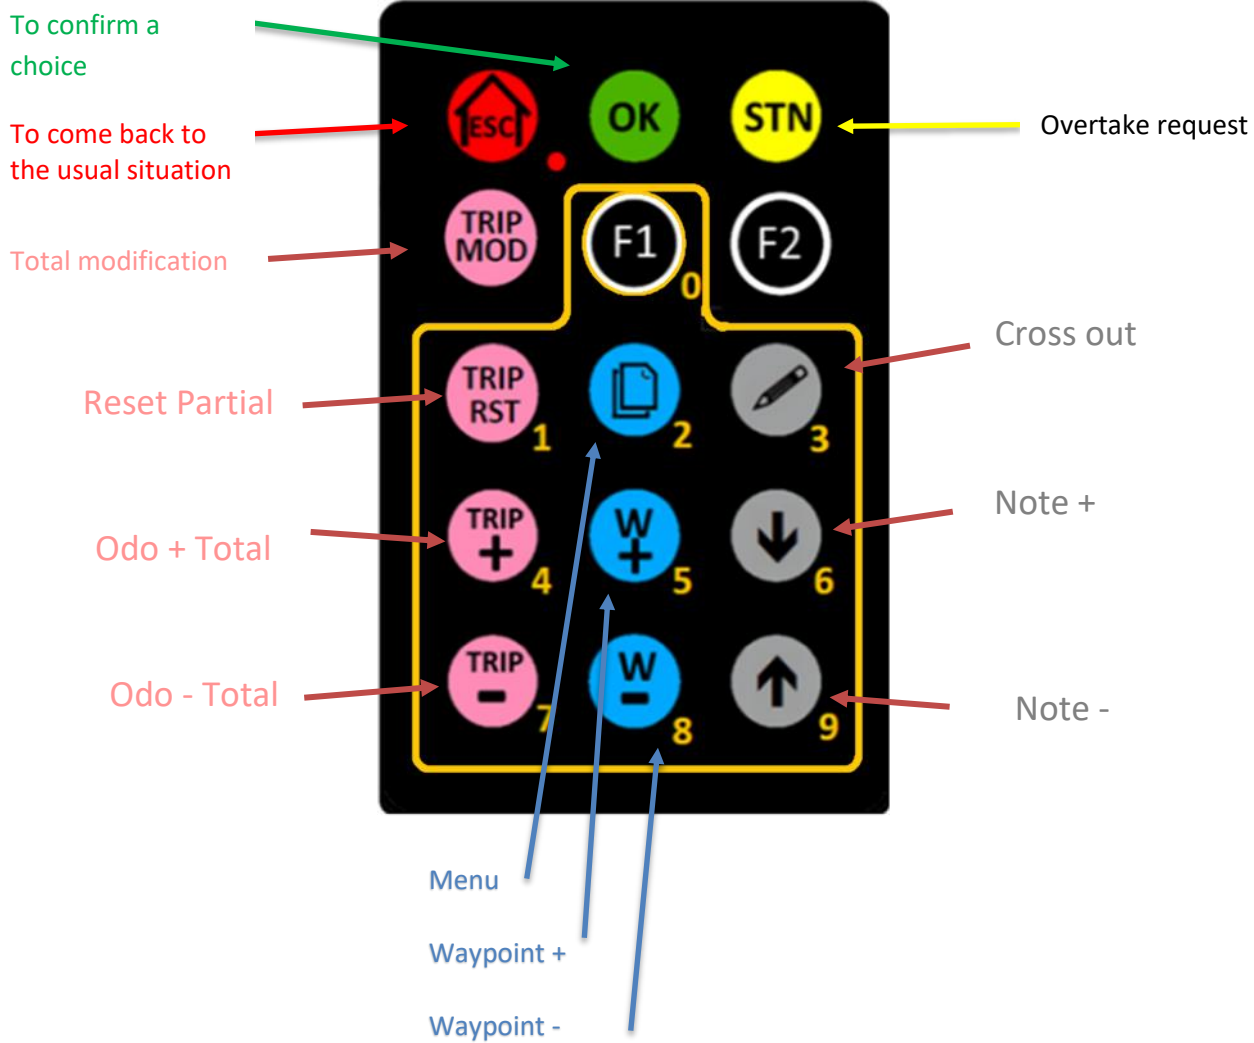 To confirm a
choice
To come back to
the usual situation
Total modification
Reset Partial
Odo + Total
Odo - Total
ESC
OK
STN
TRIP
MOD
F1
0
F2
TRIP
RST
1
2
3
TRIP
+
4
W
+
5
6
TRIP
-
7
W
-
8
9
Overtake request
Cross out
Note +
Note -
Menu
Waypoint +
Waypoint -